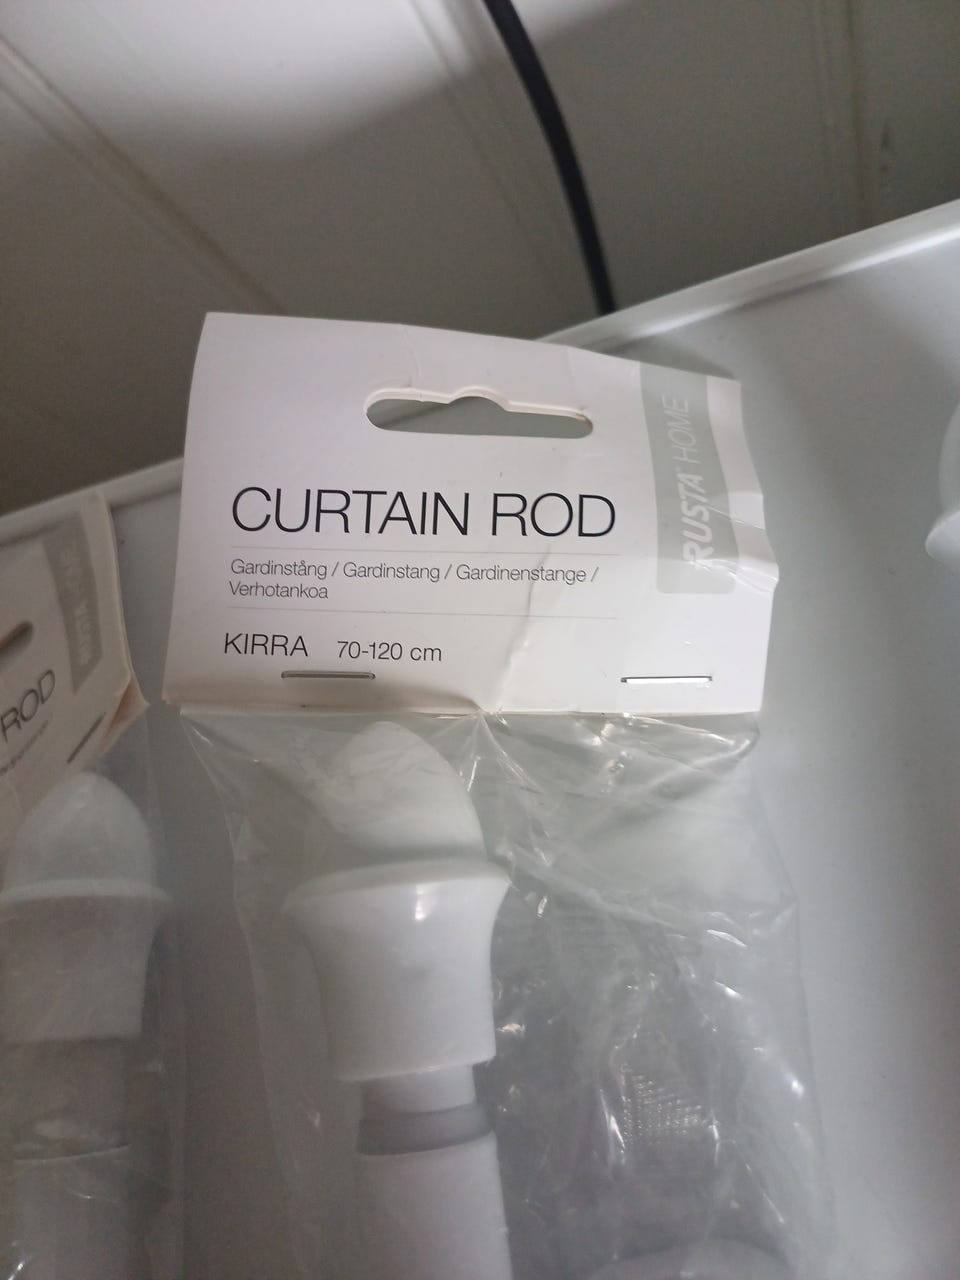 CURTAIN ROD
Gardinstång / Gardinstang / Gardinenstange /
Verhotankoa
KIRRA 70-120 cm
RUSTA HOME
ROD